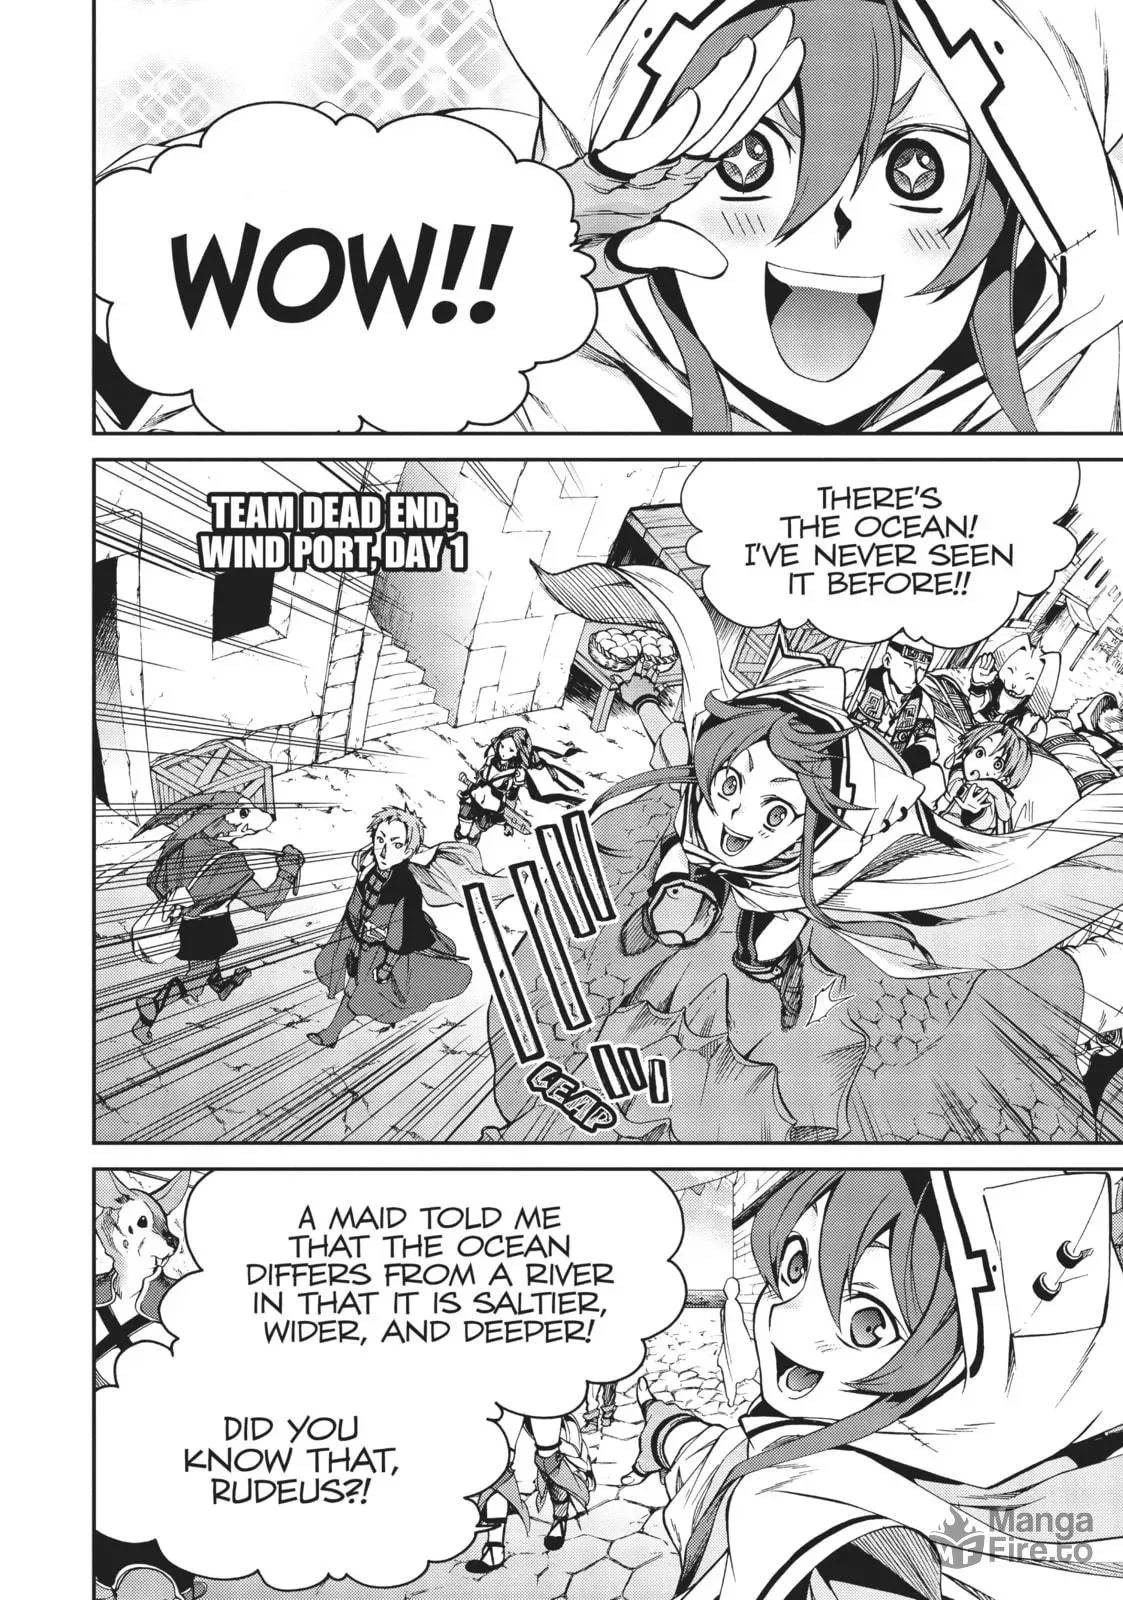 WOW!!
TEAM DEAD END:
WIND PORT, DAY 1
THERE'S
THE OCEAN!
I'VE NEVER SEEN
IT BEFORE!!
LEAP
A MAID TOLD ME
THAT THE OCEAN
DIFFERS FROM A RIVER
IN THAT IT IS SALTIER,
WIDER, AND DEEPER!
DID YOU
KNOW THAT,
RUDEUS?!
Manga
Fire.to